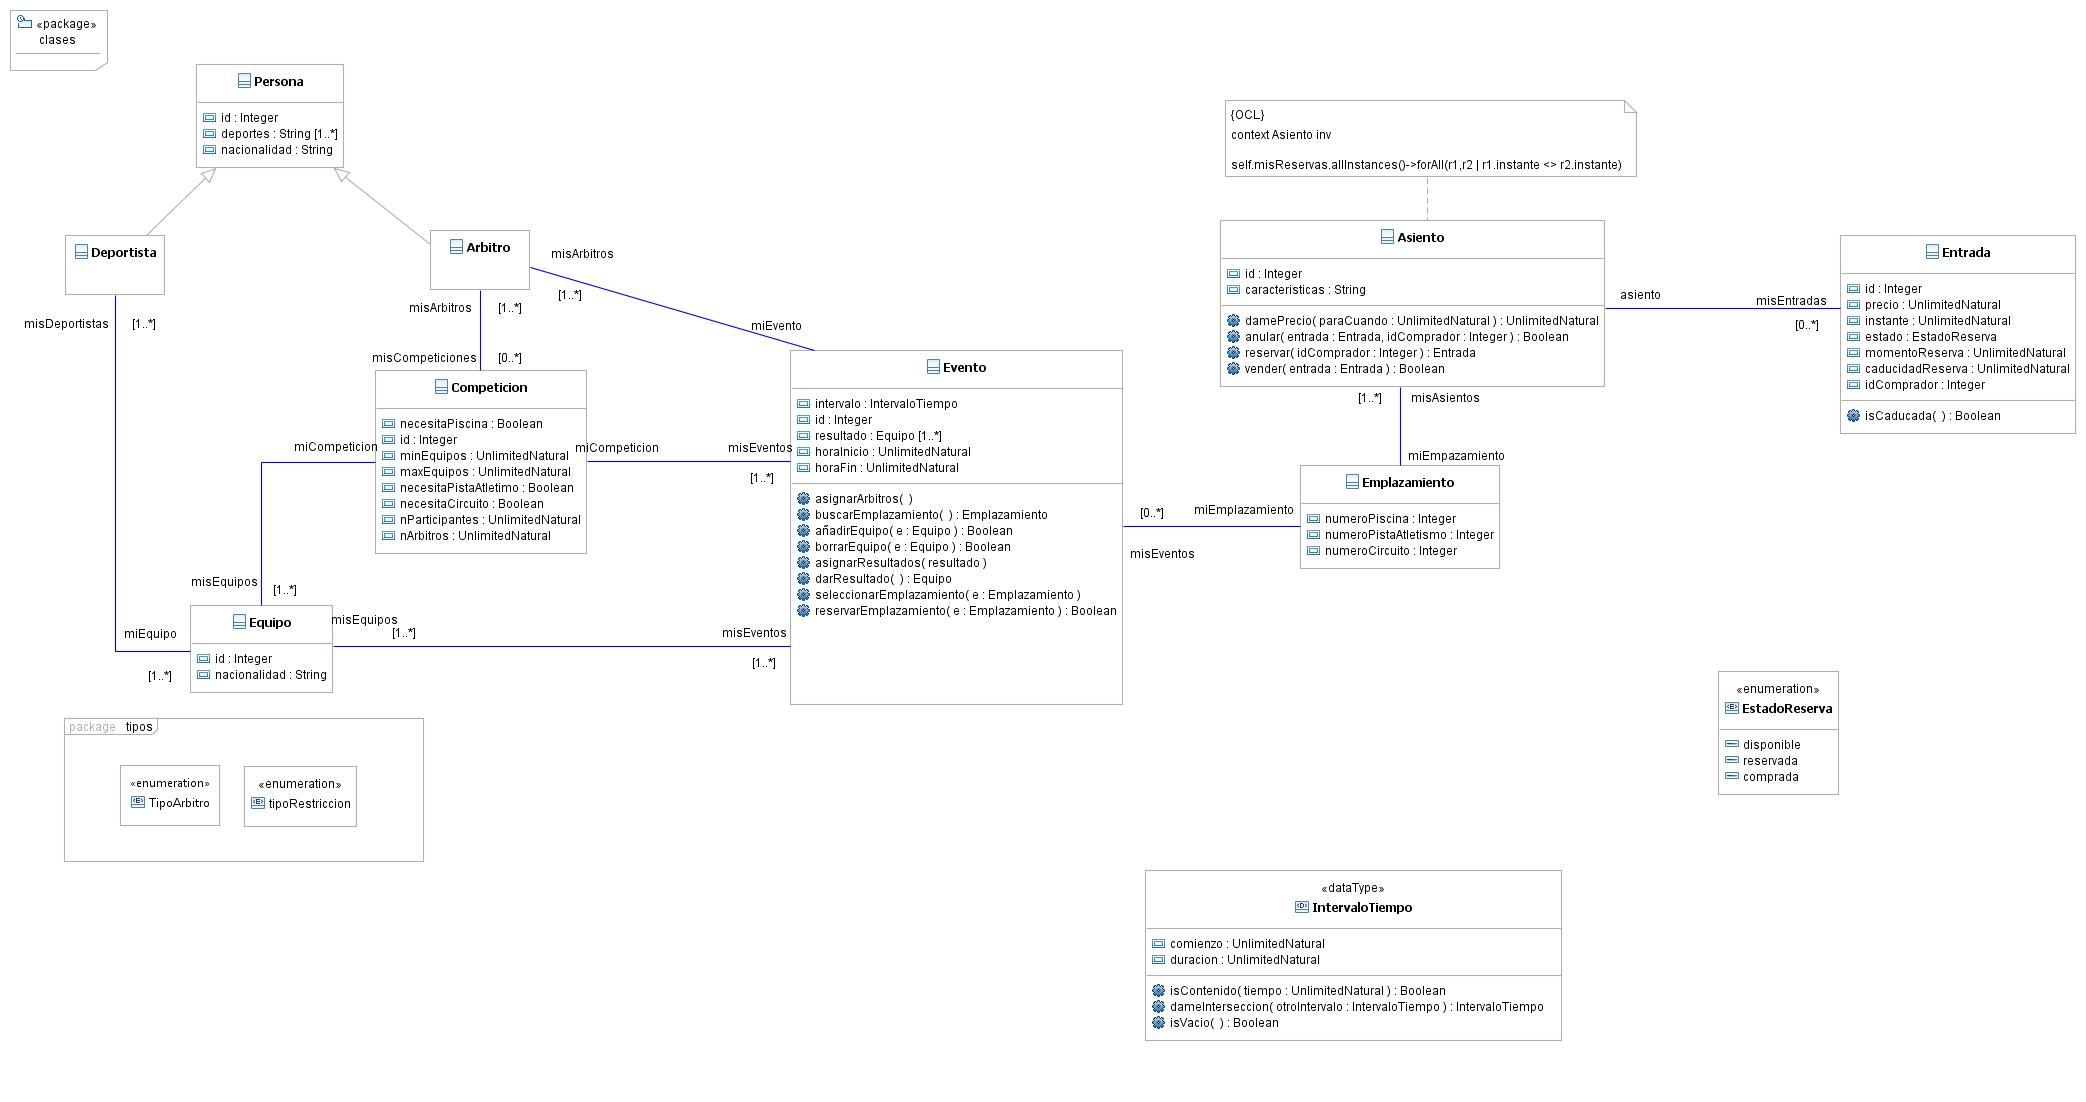 «package»
clases
Persona
id : Integer
deportes : String [1..*]
nacionalidad : String
{OCL}
context Asiento inv
self.misReservas.allInstances()->forAll(r1,r2 | r1.instante <> r2.instante)
Deportista
Arbitro
misArbitros
[1..*]
miEvento
misDeportistas
[1..*]
misArbitros
[1..*]
misCompeticiones
[0..*]
Asiento
id : Integer
caracteristicas : String
damePrecio( paraCuando : UnlimitedNatural ) : UnlimitedNatural
anular( entrada : Entrada, idComprador : Integer ) : Boolean
reservar( idComprador : Integer ) : Entrada
vender( entrada : Entrada ) : Boolean
asiento
misEntradas
[0..*]
Entrada
id : Integer
precio : UnlimitedNatural
instante : UnlimitedNatural
estado : EstadoReserva
momentoReserva : UnlimitedNatural
caducidadReserva : UnlimitedNatural
idComprador : Integer
isCaducada( ) : Boolean
Competicion
necesitaPiscina : Boolean
id : Integer
minEquipos : UnlimitedNatural
maxEquipos : UnlimitedNatural
necesitaPistaAtletimo : Boolean
necesitaCircuito : Boolean
nParticipantes : UnlimitedNatural
nArbitros : UnlimitedNatural
miCompeticion
miCompeticion
misEventos
[1..*]
Evento
intervalo : IntervaloTiempo
id : Integer
resultado : Equipo [1..*]
horaInicio : UnlimitedNatural
horaFin : UnlimitedNatural
asignarArbitros( )
buscarEmplazamiento( ) : Emplazamiento
añadirEquipo( e : Equipo ) : Boolean
borrarEquipo( e : Equipo ) : Boolean
asignarResultados( resultado )
darResultado( ) : Equipo
seleccionarEmplazamiento( e : Emplazamiento )
reservarEmplazamiento( e : Emplazamiento ) : Boolean
[1..*]
misAsientos
miEmpazamiento
[0..*]
miEmplazamiento
misEventos
Emplazamiento
numeroPiscina : Integer
numeroPistaAtletismo : Integer
numeroCircuito : Integer
misEquipos
[1..*]
miEquipo
[1..*]
Equipo
id : Integer
nacionalidad : String
misEquipos
[1..*]
misEventos
[1..*]
package tipos
«enumeration»
TipoArbitro
«enumeration»
tipoRestriccion
«enumeration»
EstadoReserva
disponible
reservada
comprada
«dataType»
IntervaloTiempo
comienzo : UnlimitedNatural
duracion : UnlimitedNatural
isContenido( tiempo : UnlimitedNatural ) : Boolean
dameInterseccion( otroIntervalo : IntervaloTiempo ) : IntervaloTiempo
isVacio( ) : Boolean